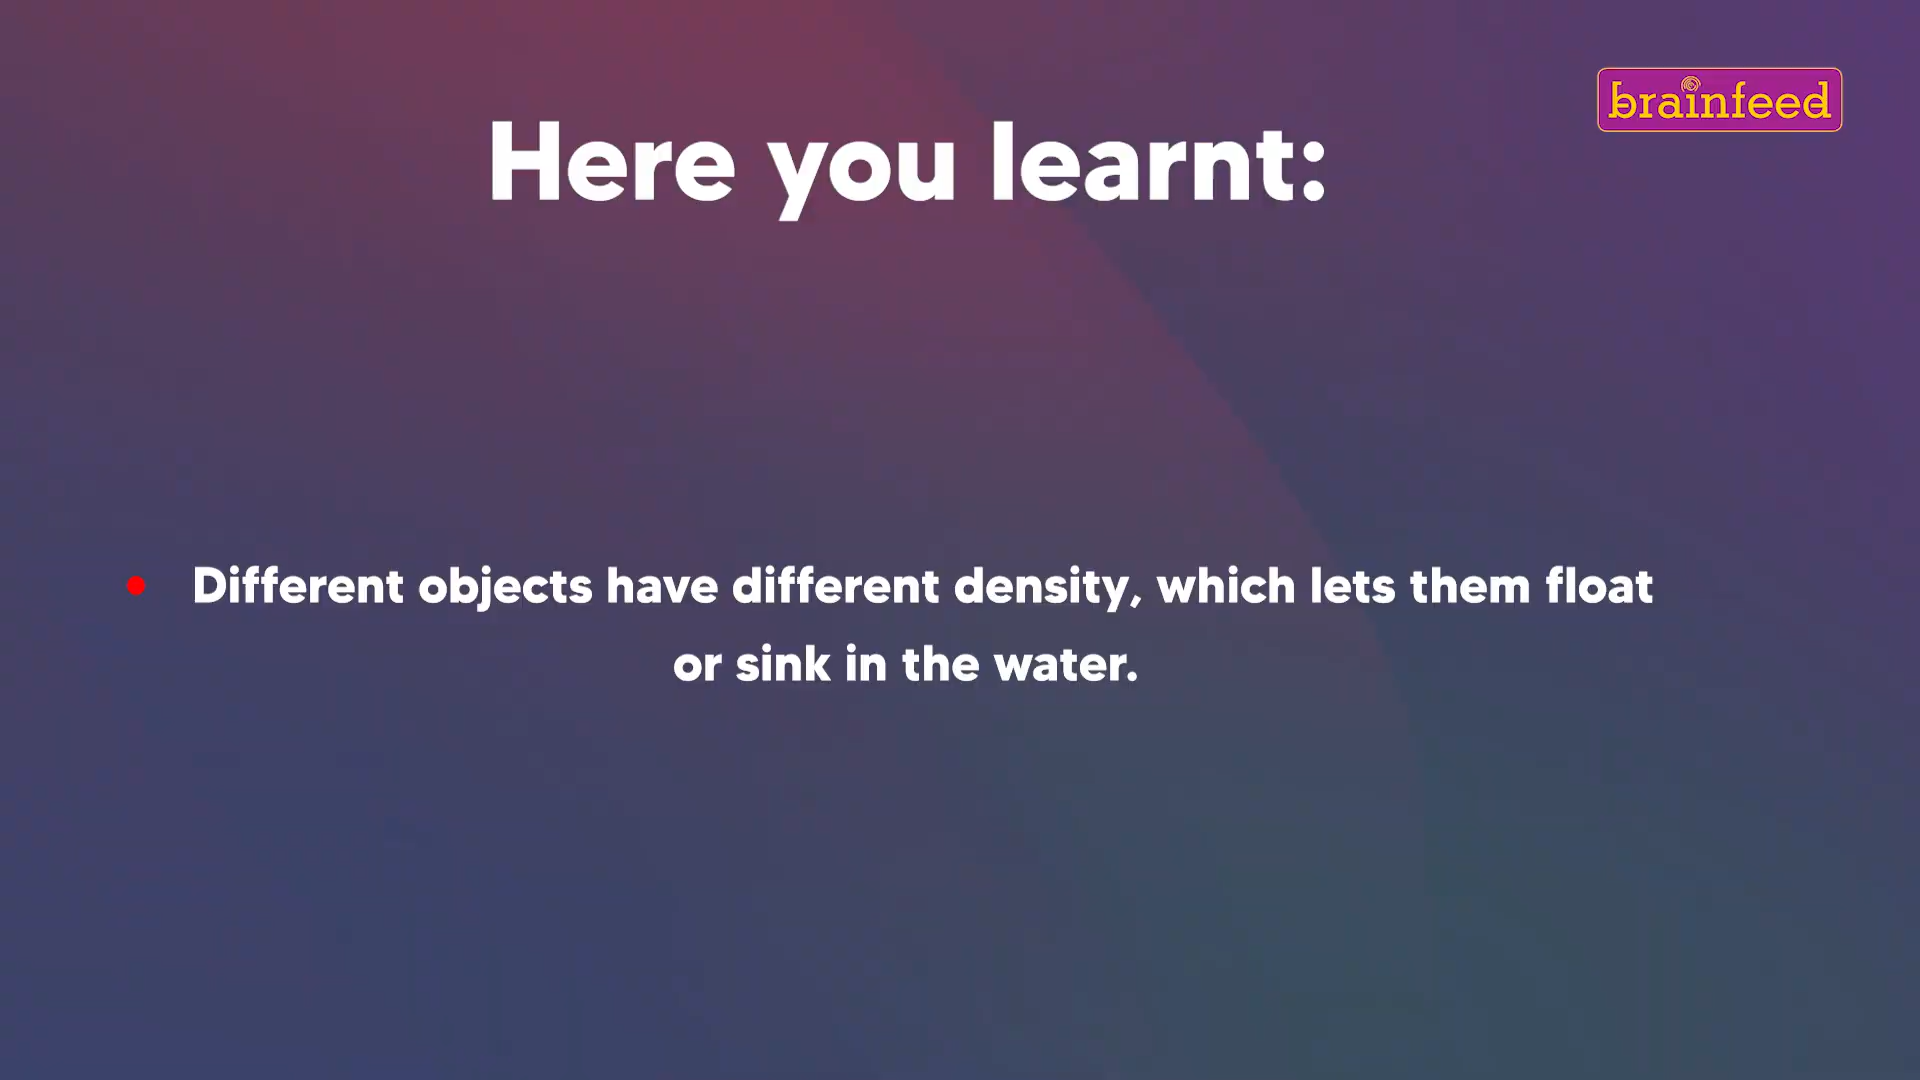 brainfeed
Here you learnt:
• Different objects have different density, which lets them float
or sink in the water.